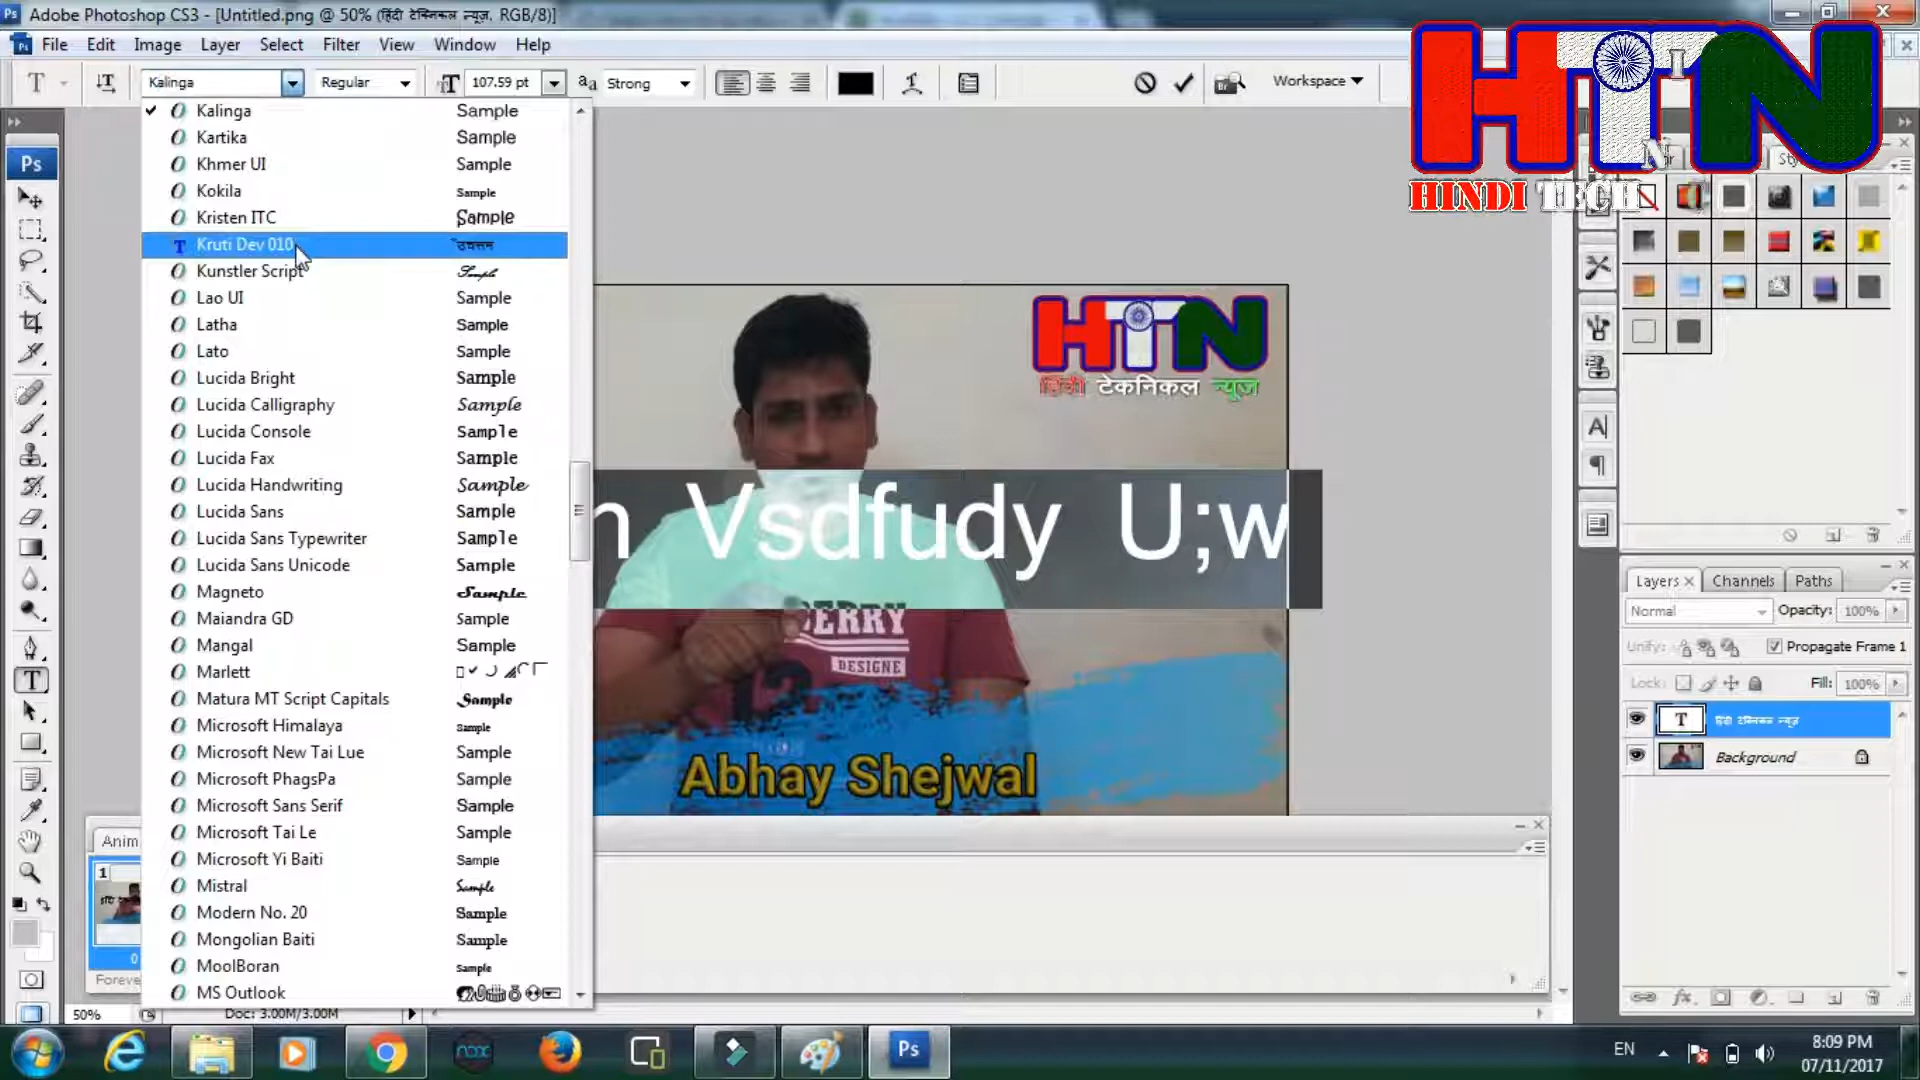 Adobe Photoshop CS3 - [Untitled.png @ 50% (हिंदी टेक्निकल न्यूज़, RGB/8)]
File Edit Image Layer Select Filter View Window Help
Kalinga Regular 107.59 pt Strong Workspace
HTN
HINDI TECH
Kalinga Sample
Kartika Sample
Khmer UI Sample
Kokila Sample
Kristen ITC Sample
Kruti Dev 010
Kunstler Script Sample
Lao UI Sample
Latha Sample
Lato Sample
Lucida Bright Sample
Lucida Calligraphy Sample
Lucida Console Sample
Lucida Fax Sample
Lucida Handwriting Sample
Lucida Sans Sample
Lucida Sans Typewriter Sample
Lucida Sans Unicode Sample
Magneto Sample
Maiandra GD Sample
Mangal Sample
Marlett
Matura MT Script Capitals Sample
Microsoft Himalaya Sample
Microsoft New Tai Lue Sample
Microsoft PhagsPa Sample
Microsoft Sans Serif Sample
Microsoft Tai Le Sample
Microsoft Yi Baiti Sample
Mistral Sample
Modern No. 20 Sample
Mongolian Baiti Sample
MoolBoran Sample
MS Outlook
HTN
हिंदी टेकनिकल न्यूज
Vsdfudy U;w
BERRY
DESIGNE
Abhay Shejwal
Layers Channels Paths
Normal Opacity: 100%
Unify: Propagate Frame 1
Lock: Fill: 100%
T हिंदी टेक्निकल न्यूज़
Background
1
0
50% Doc: 3.00M/3.00M
EN 8:09 PM
07/11/2017